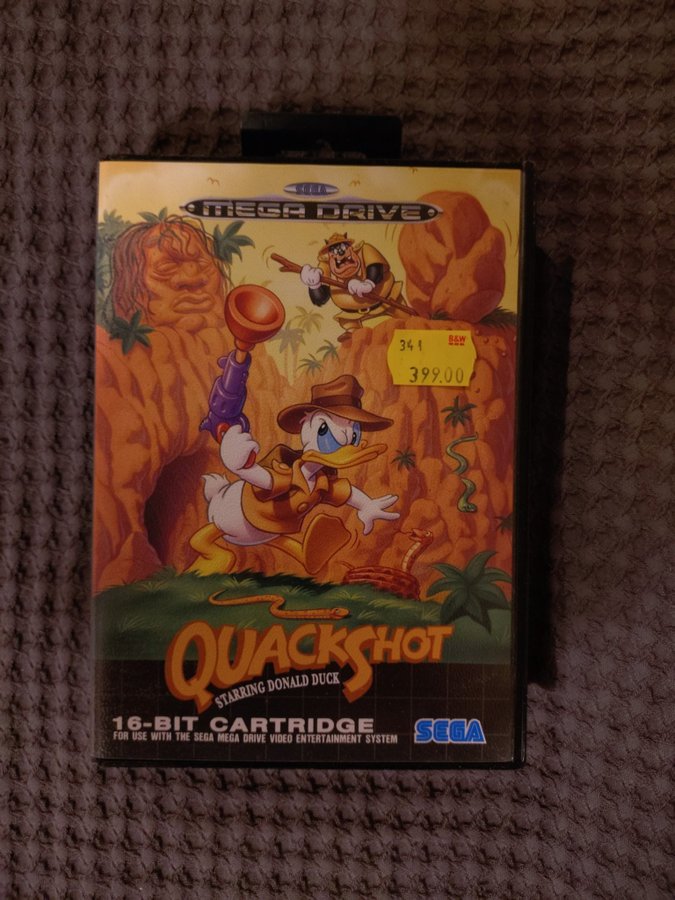 SEGA
MEGA DRIVE
341 B&W
399.00
QUACKSHOT
STARRING DONALD DUCK
16-BIT CARTRIDGE
FOR USE WITH THE SEGA MEGA DRIVE VIDEO ENTERTAINMENT SYSTEM
SEGA